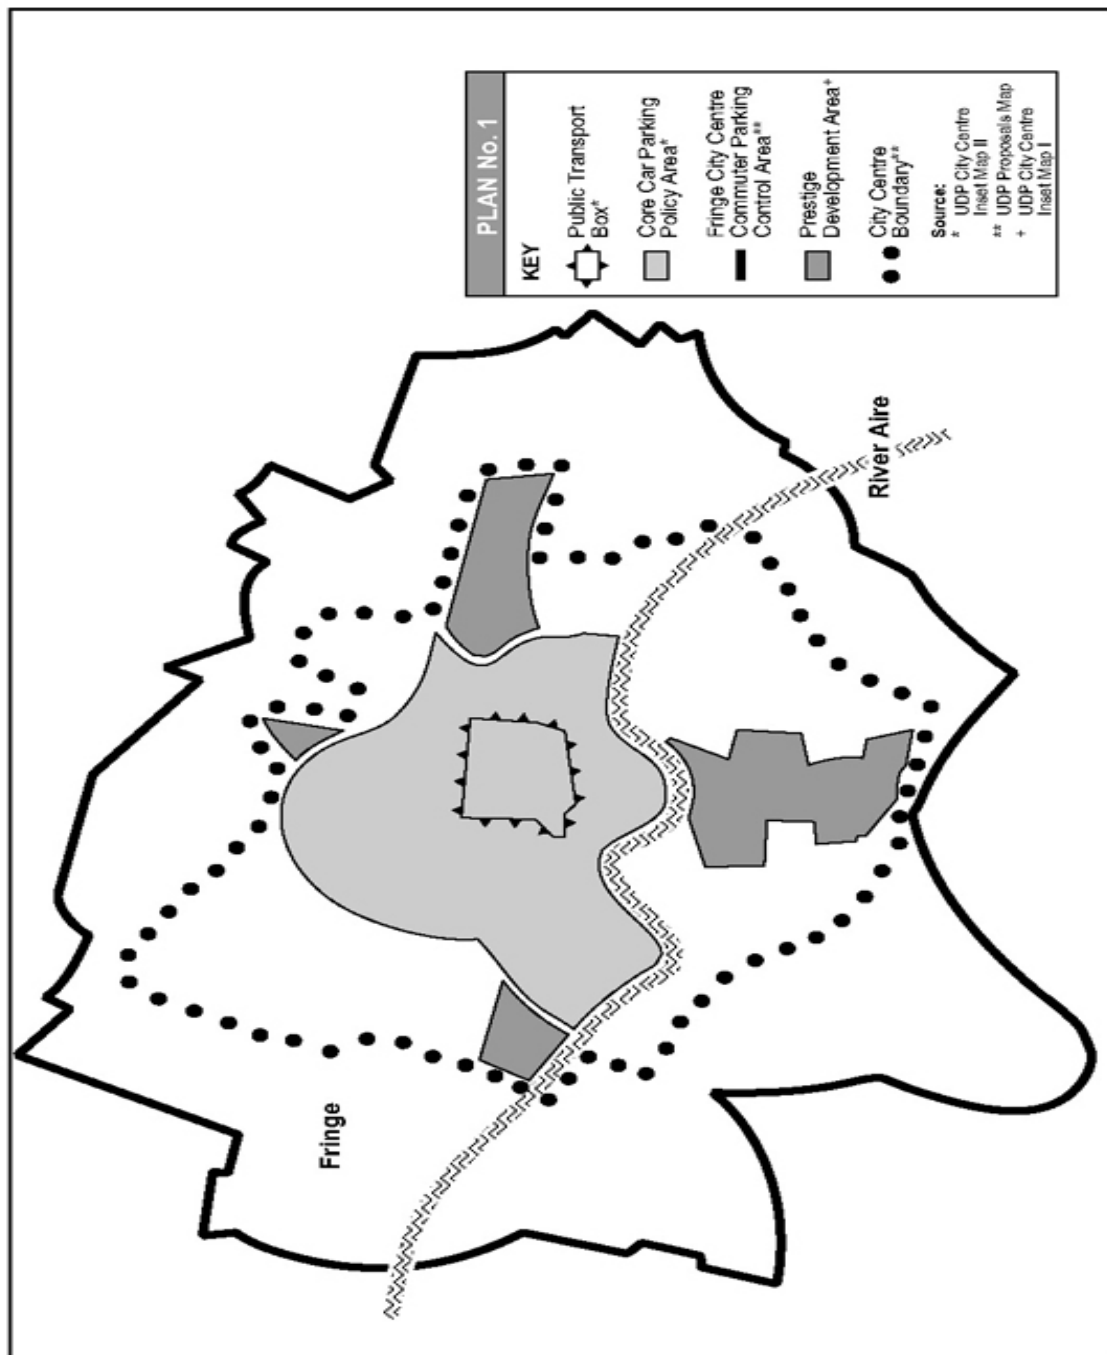 PLAN No. 1
KEY
Public Transport
Box*
Core Car Parking
Policy Area*
Fringe City Centre
Commuter Parking
Control Area**
Prestige
Development Area+
City Centre
Boundary**
Source:
* UDP City Centre
Inset Map II
** UDP Proposals Map
+ UDP City Centre
Inset Map I
Fringe
River Aire